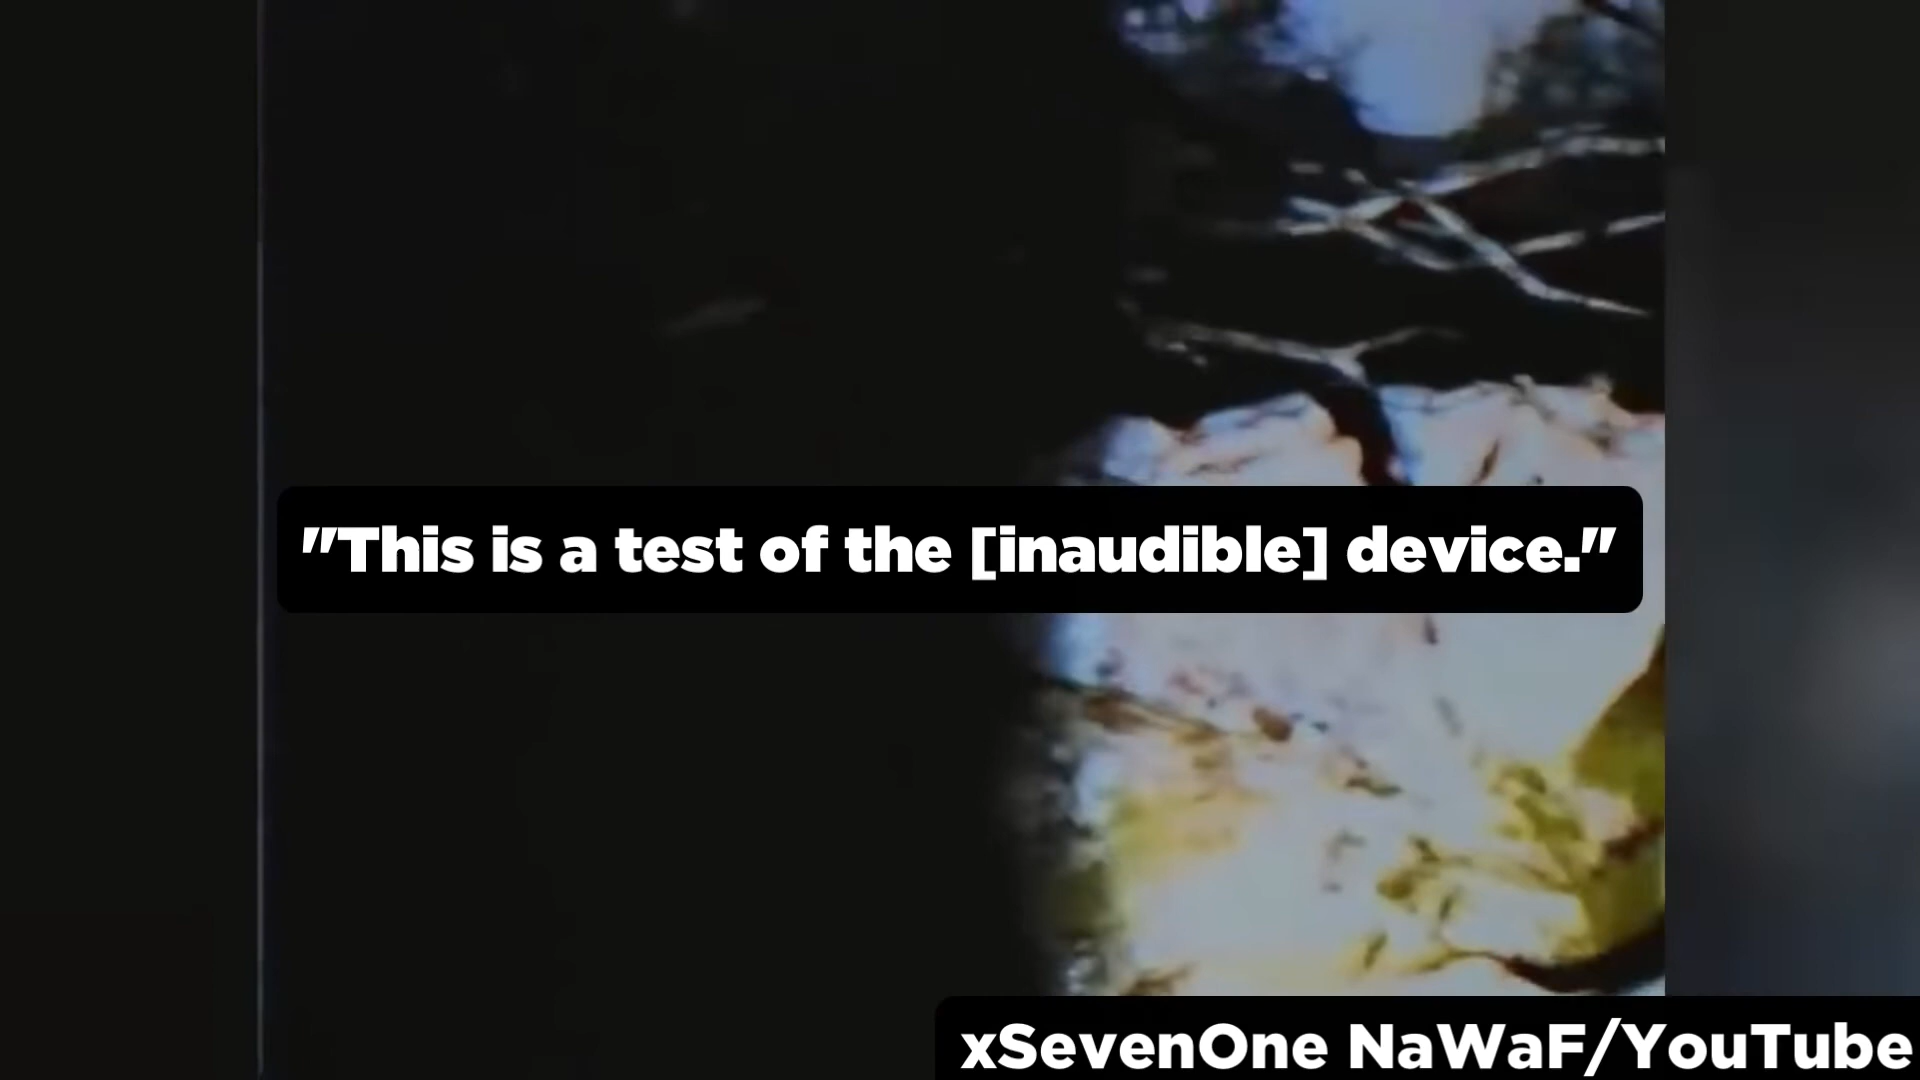 "This is a test of the [inaudible] device."
xSevenOne NaWaF/YouTube